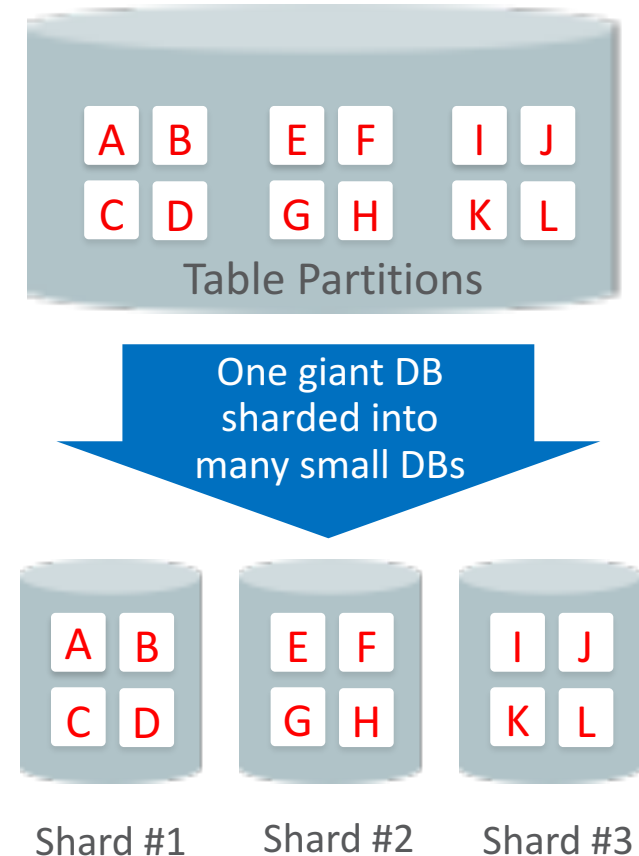 A B E F I J
C D G H K L
Table Partitions
One giant DB
sharded into
many small DBs
A B E F I J
C D G H K L
Shard #1 Shard #2 Shard #3